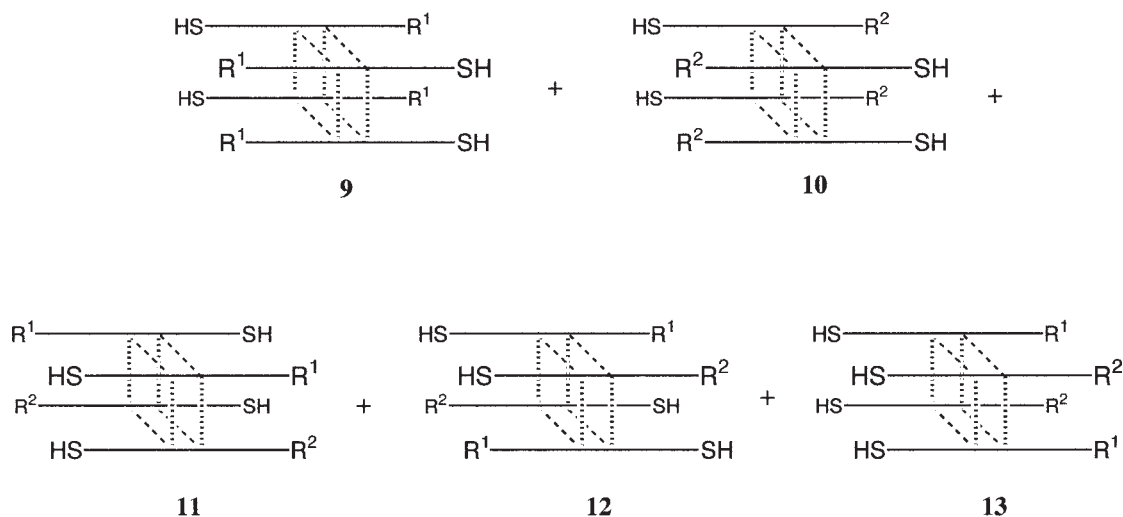 HS R¹ HS R²
R¹ SH + R² SH +
HS R¹ HS R²
R¹ SH R² SH
9 10
R¹ SH HS R¹ HS R¹
HS R¹ HS R² HS R²
R² SH + R² SH + HS R²
HS R² R¹ SH HS R¹
11 12 13